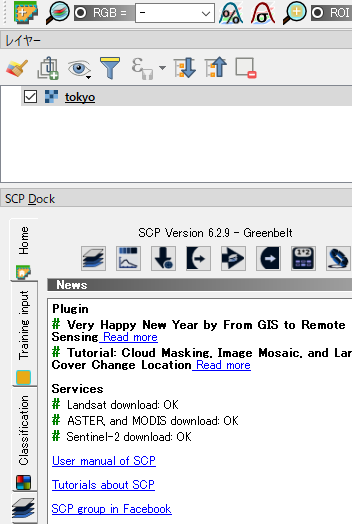 RGB = -
ROI
レイヤー
tokyo
SCP Dock
SCP Version 6.2.9 - Greenbelt
Home
Training input
Classification
News
Plugin
# Very Happy New Year by From GIS to Remote
Sensing Read more
# Tutorial: Cloud Masking, Image Mosaic, and Lan
Cover Change Location Read more
Services
# Landsat download: OK
# ASTER, and MODIS download: OK
# Sentinel-2 download: OK
User manual of SCP
Tutorials about SCP
SCP group in Facebook